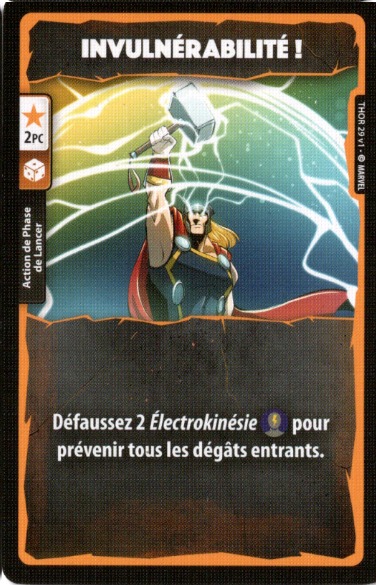 INVULNÉRABILITÉ !
2PC
Action de Phase
de Lancer
THOR 29 v1 • © MARVEL
Défaussez 2 Électrokinésie pour
prévenir tous les dégâts entrants.